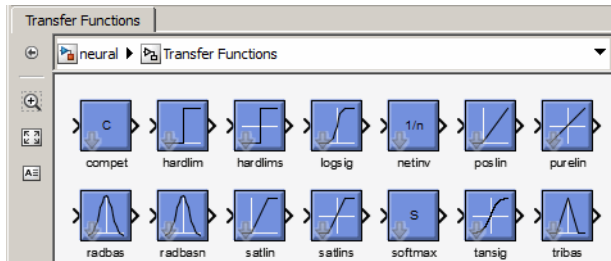 Transfer Functions
neural Transfer Functions
C 1/n
compet hardlim hardlims logsig netinv poslin purelin
S
radbas radbasn satlin satlins softmax tansig tribas